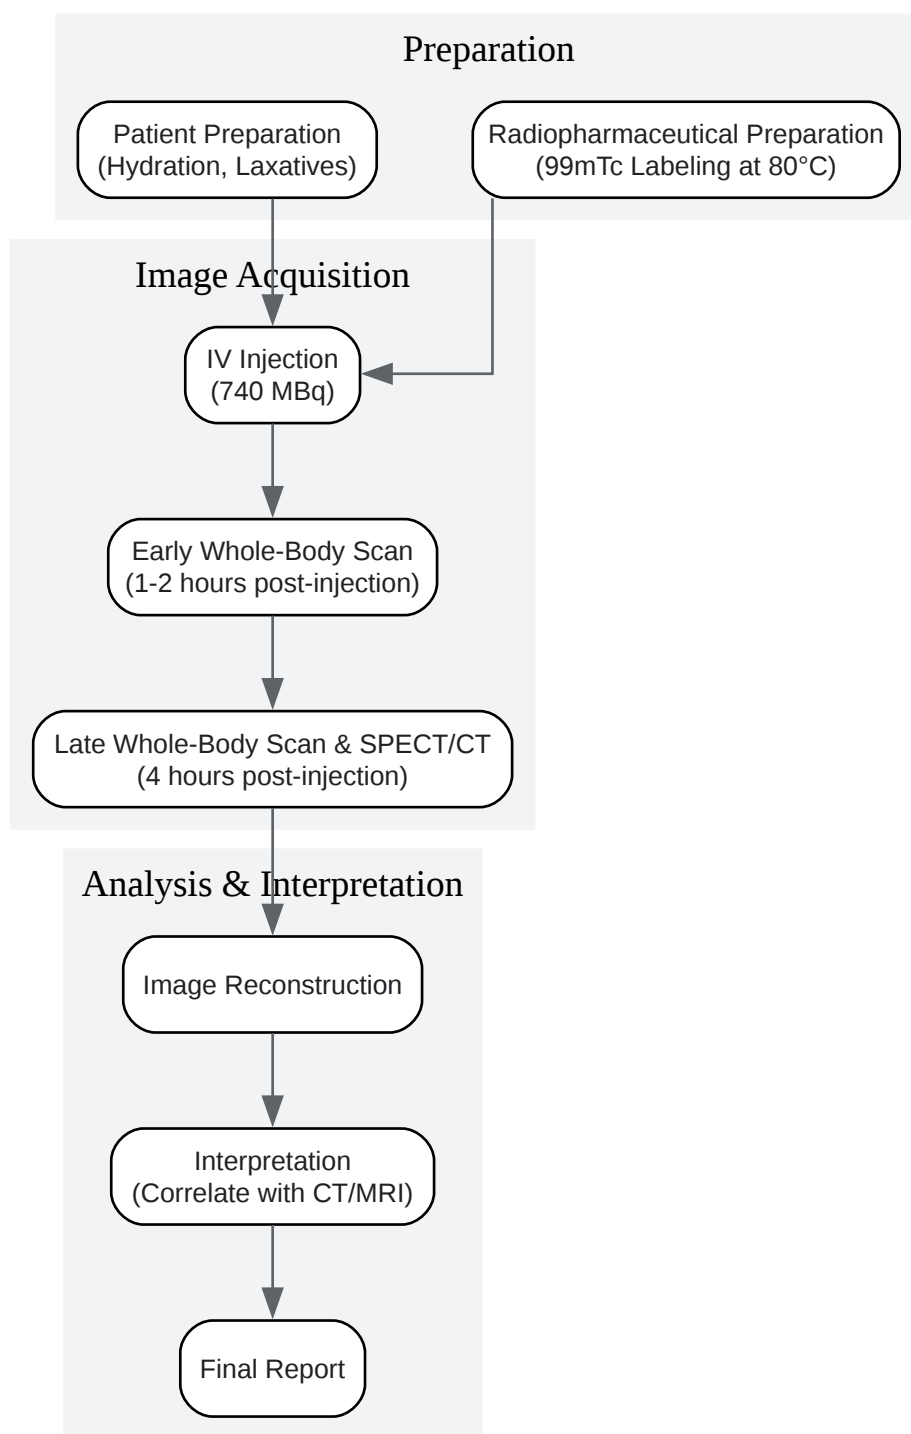 Preparation
Patient Preparation
(Hydration, Laxatives)
Radiopharmaceutical Preparation
(99mTc Labeling at 80°C)
Image Acquisition
IV Injection
(740 MBq)
Early Whole-Body Scan
(1-2 hours post-injection)
Late Whole-Body Scan & SPECT/CT
(4 hours post-injection)
Analysis & Interpretation
Image Reconstruction
Interpretation
(Correlate with CT/MRI)
Final Report